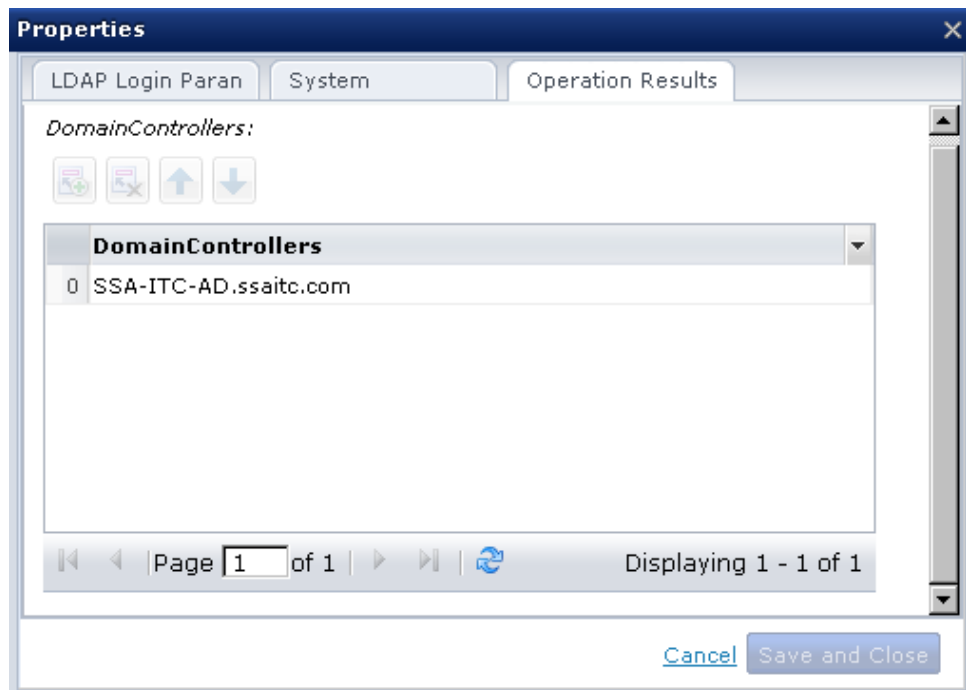 Properties
LDAP Login Paran System Operation Results
DomainControllers:
DomainControllers
0 SSA-ITC-AD.ssaitc.com
Page 1 of 1 Displaying 1 - 1 of 1
Cancel Save and Close